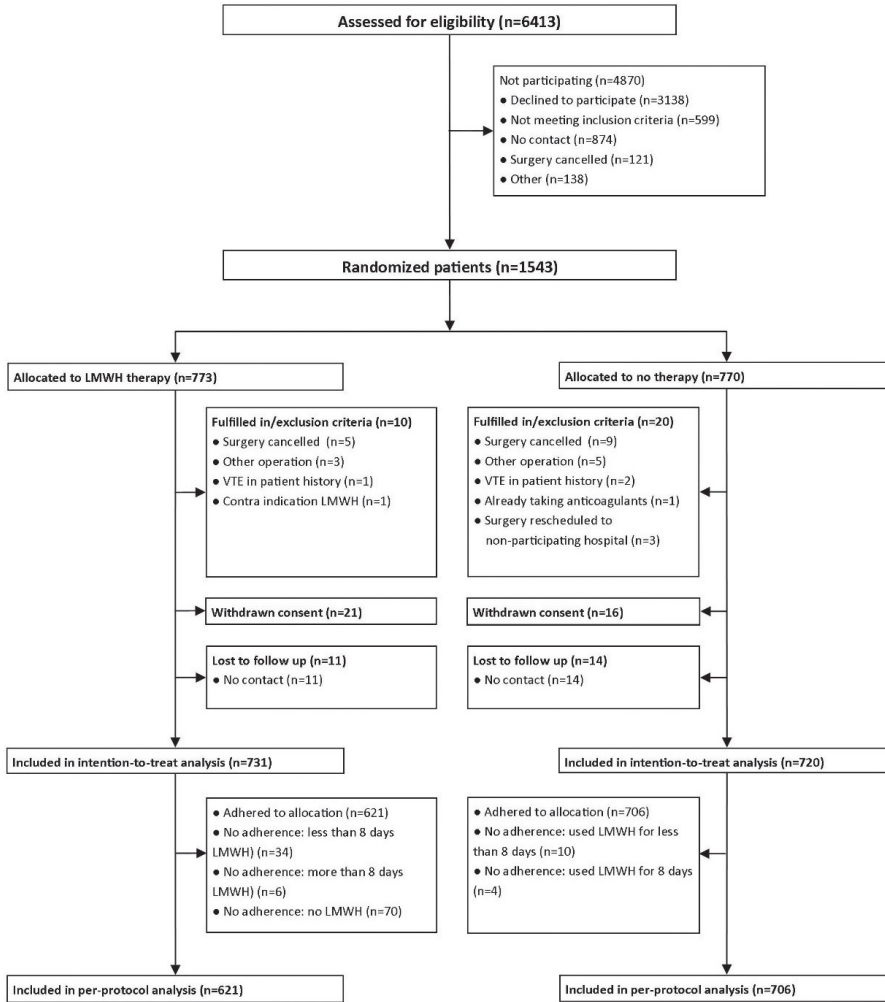 Assessed for eligibility (n=6413)
Not participating (n=4870)
● Declined to participate (n=3138)
● Not meeting inclusion criteria (n=599)
● No contact (n=874)
● Surgery cancelled (n=121)
● Other (n=138)
Randomized patients (n=1543)
Allocated to LMWH therapy (n=773)
Allocated to no therapy (n=770)
Fulfilled in/exclusion criteria (n=10)
● Surgery cancelled (n=5)
● Other operation (n=3)
● VTE in patient history (n=1)
● Contra indication LMWH (n=1)
Fulfilled in/exclusion criteria (n=20)
● Surgery cancelled (n=9)
● Other operation (n=5)
● VTE in patient history (n=2)
● Already taking anticoagulants (n=1)
● Surgery rescheduled to
non-participating hospital (n=3)
Withdrawn consent (n=21)
Withdrawn consent (n=16)
Lost to follow up (n=11)
● No contact (n=11)
Lost to follow up (n=14)
● No contact (n=14)
Included in intention-to-treat analysis (n=731)
Included in intention-to-treat analysis (n=720)
● Adhered to allocation (n=621)
● No adherence: less than 8 days
LMWH) (n=34)
● No adherence: more than 8 days
LMWH) (n=6)
● No adherence: no LMWH (n=70)
● Adhered to allocation (n=706)
● No adherence: used LMWH for less
than 8 days (n=10)
● No adherence: used LMWH for 8 days
(n=4)
Included in per-protocol analysis (n=621)
Included in per-protocol analysis (n=706)